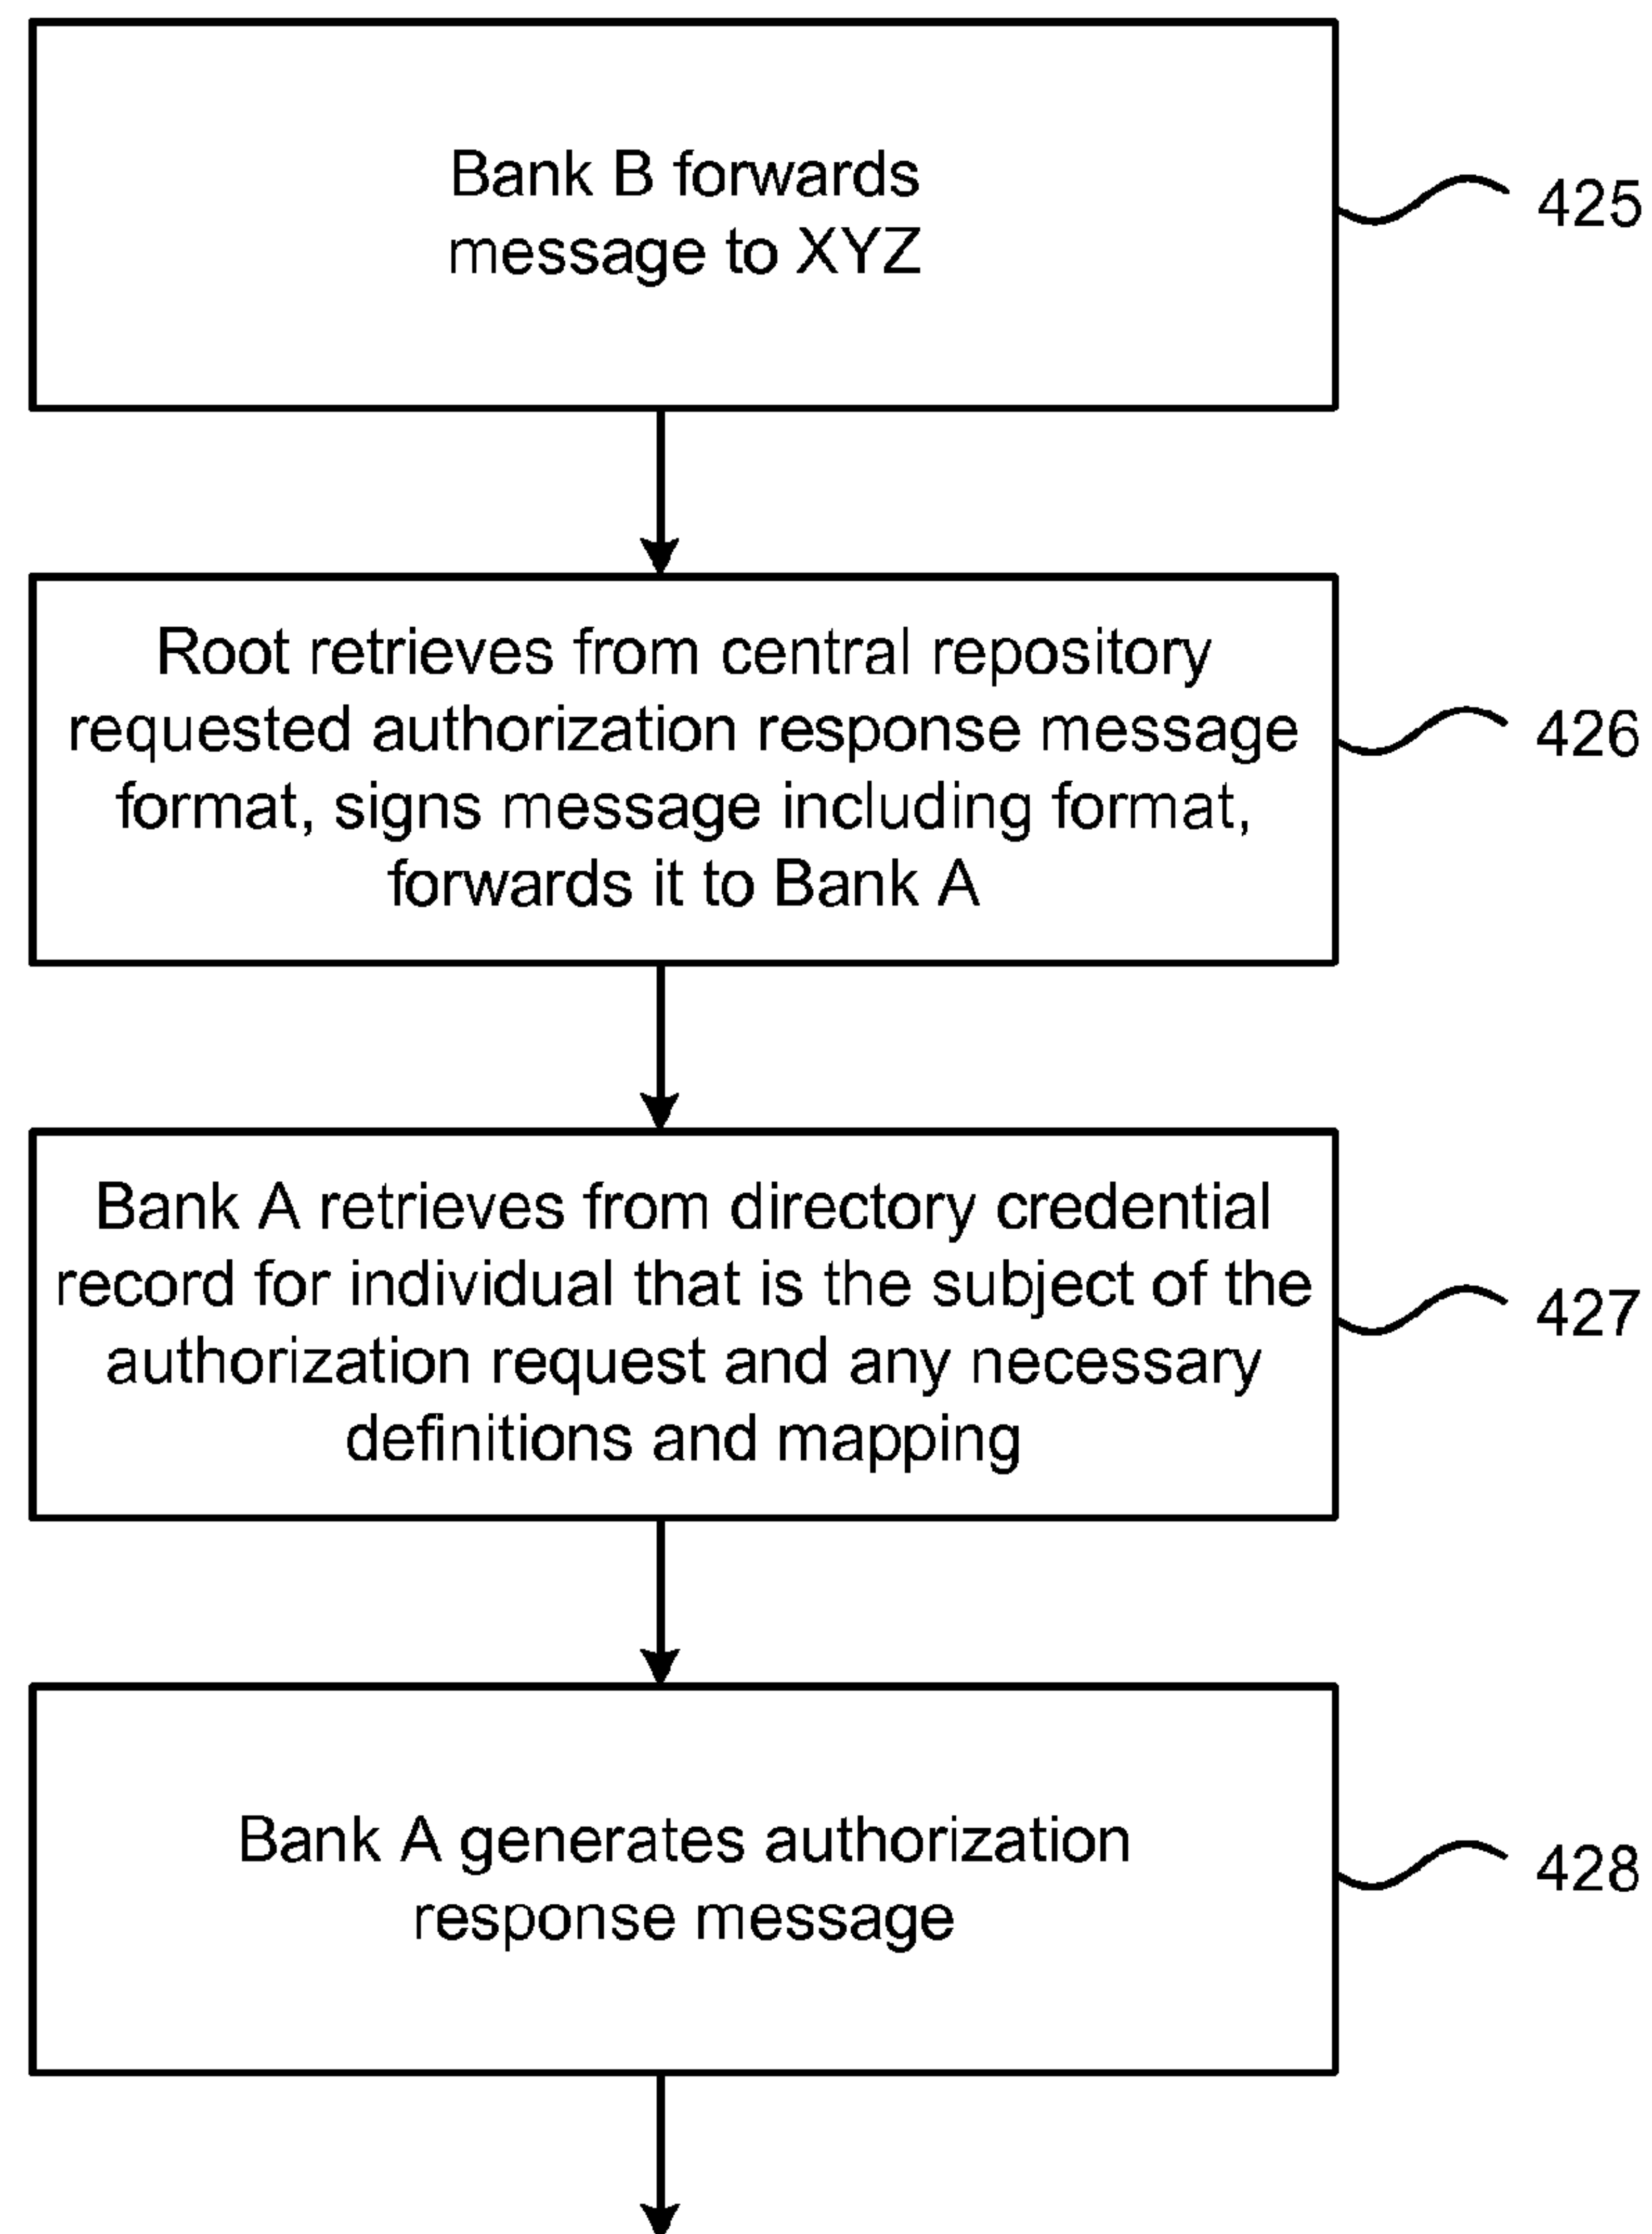 Bank B forwards
message to XYZ
425
Root retrieves from central repository
requested authorization response message
format, signs message including format,
forwards it to Bank A
426
Bank A retrieves from directory credential
record for individual that is the subject of the
authorization request and any necessary
definitions and mapping
427
Bank A generates authorization
response message
428